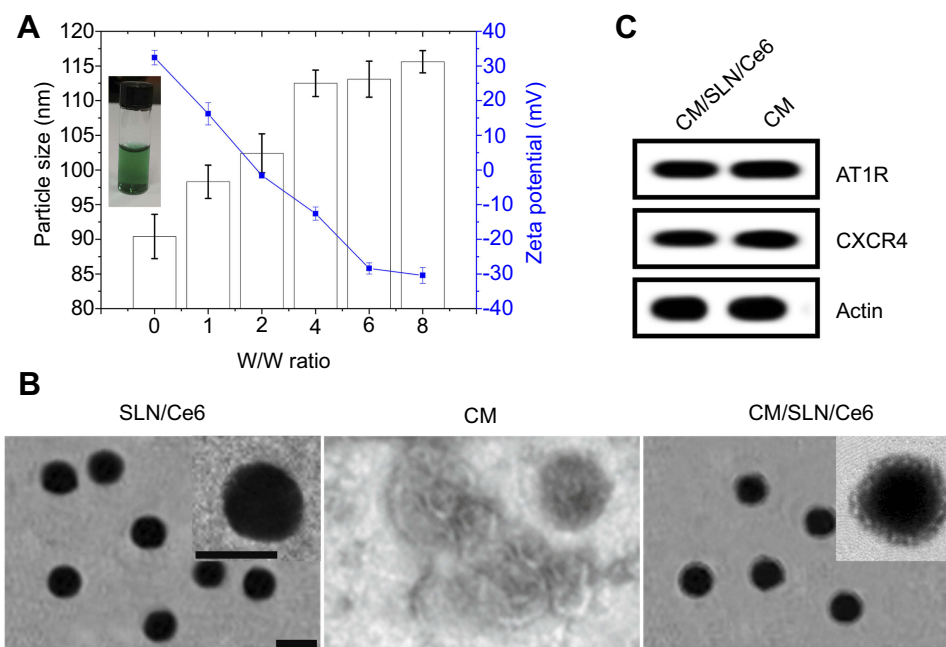 A
120
115
110
105
100
95
90
85
80
Particle size (nm)
40
30
20
10
0
-10
-20
-30
-40
Zeta potential (mV)
0 1 2 4 6 8
W/W ratio
C
CM/SLN/Ce6 CM
AT1R
CXCR4
Actin
B
SLN/Ce6 CM CM/SLN/Ce6